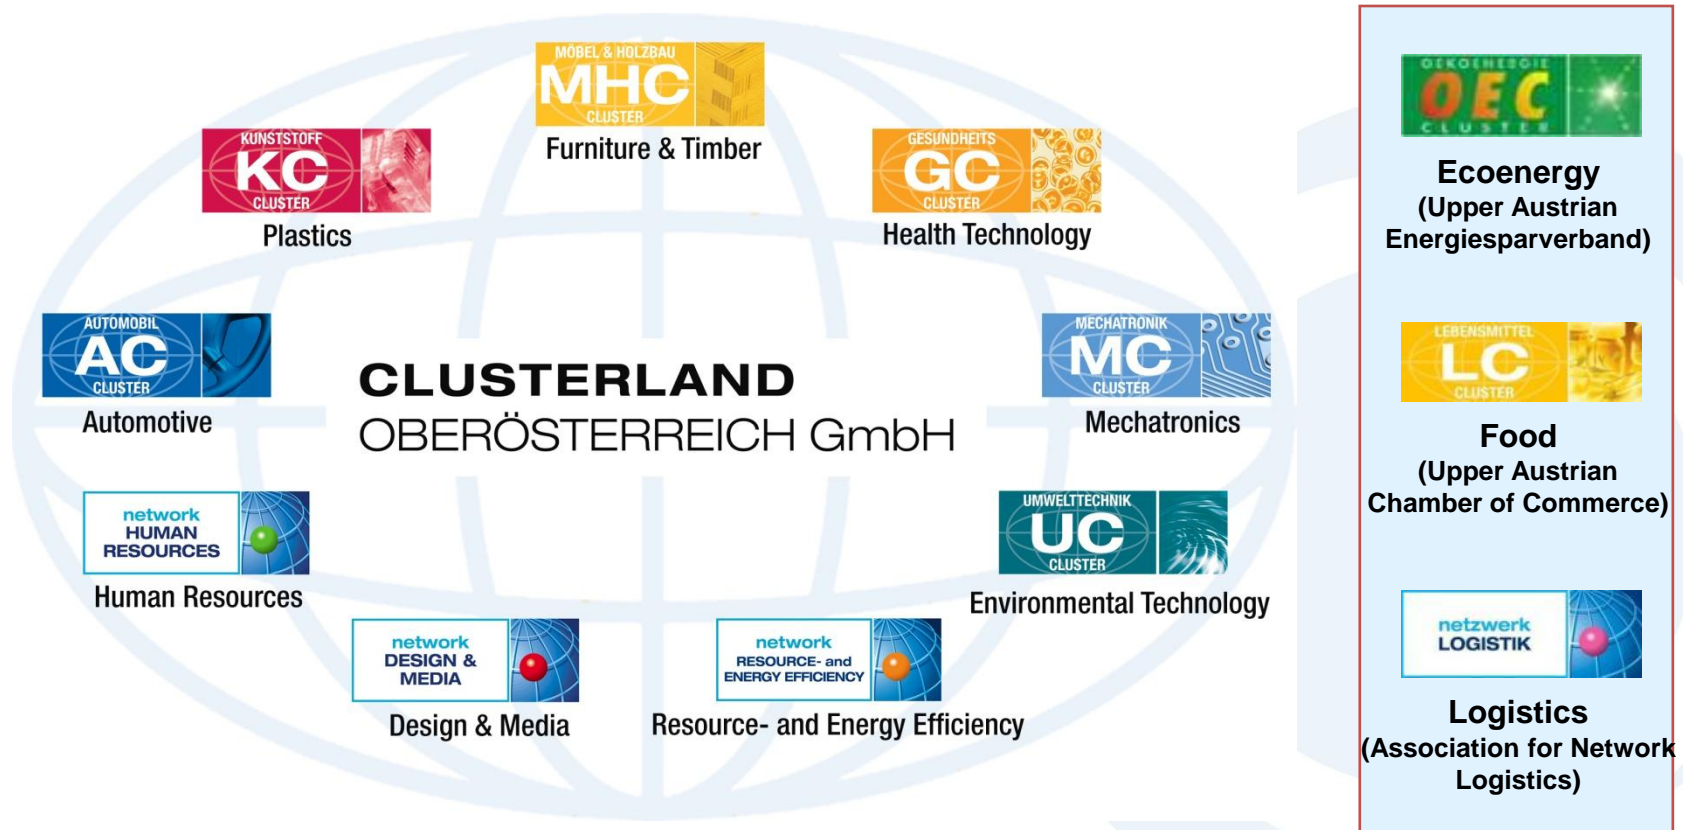 MÖBEL & HOLZBAU
MHC
CLUSTER
Furniture & Timber
KUNSTSTOFF
KC
CLUSTER
Plastics
GESUNDHEITS
GC
CLUSTER
Health Technology
AUTOMOBIL
AC
CLUSTER
Automotive
CLUSTERLAND
OBERÖSTERREICH GmbH
MECHATRONIK
MC
CLUSTER
Mechatronics
network
HUMAN
RESOURCES
Human Resources
UMWELTTECHNIK
UC
CLUSTER
Environmental Technology
network
DESIGN &
MEDIA
Design & Media
network
RESOURCE- and
ENERGY EFFICIENCY
Resource- and Energy Efficiency
OEKOENERGIE
OEC
CLUSTER
Ecoenergy
(Upper Austrian
Energiesparverband)
LEBENSMITTEL
LC
CLUSTER
Food
(Upper Austrian
Chamber of Commerce)
netzwerk
LOGISTIK
Logistics
(Association for Network
Logistics)